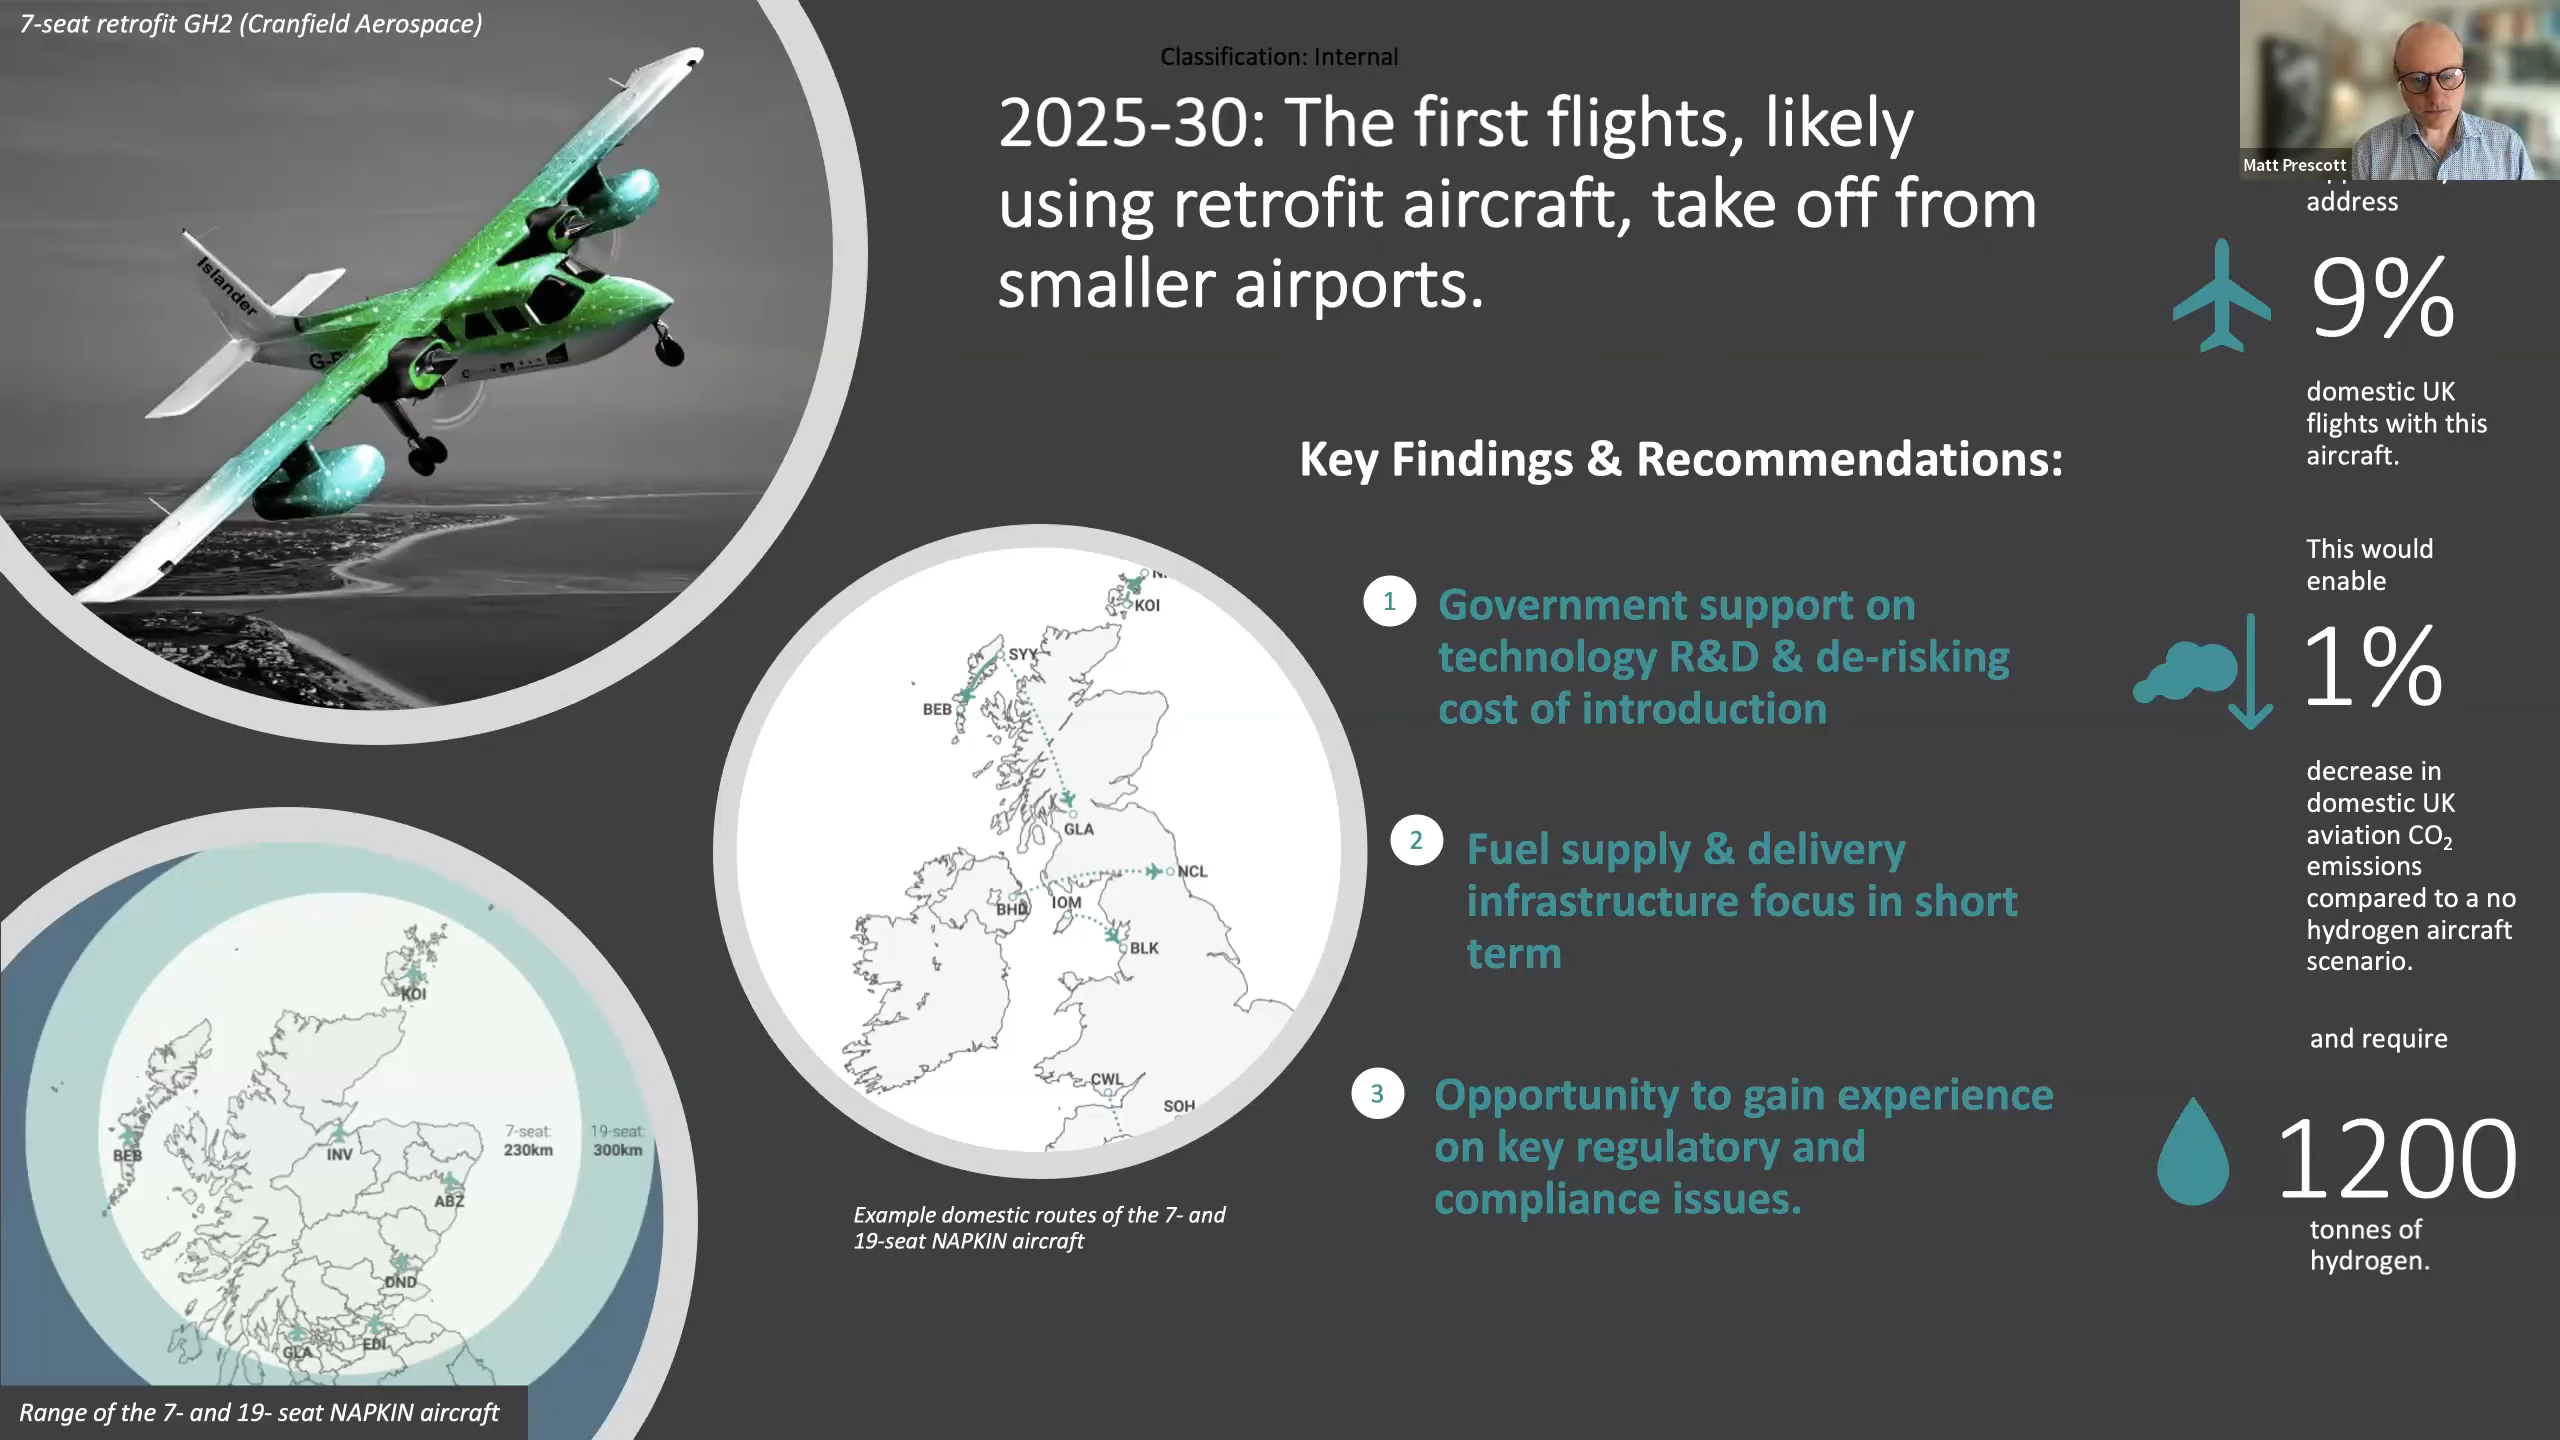 7-seat retrofit GH2 (Cranfield Aerospace)
Islander
Classification: Internal
2025-30: The first flights, likely
using retrofit aircraft, take off from
smaller airports.
Matt Prescott
address
9%
domestic UK
flights with this
aircraft.
This would
enable
1%
decrease in
domestic UK
aviation CO₂
emissions
compared to a no
hydrogen aircraft
scenario.
and require
1200
tonnes of
hydrogen.
Key Findings & Recommendations:
1
Government support on
technology R&D & de-risking
cost of introduction
2
Fuel supply & delivery
infrastructure focus in short
term
3
Opportunity to gain experience
on key regulatory and
compliance issues.
KOI
SYY
BEB
GLA
NCL
BHD
IOM
BLK
CWL
SOH
Example domestic routes of the 7- and
19-seat NAPKIN aircraft
KOI
7-seat:
230km
19-seat:
300km
BEB
INV
ABZ
DND
EDI
GLA
Range of the 7- and 19- seat NAPKIN aircraft